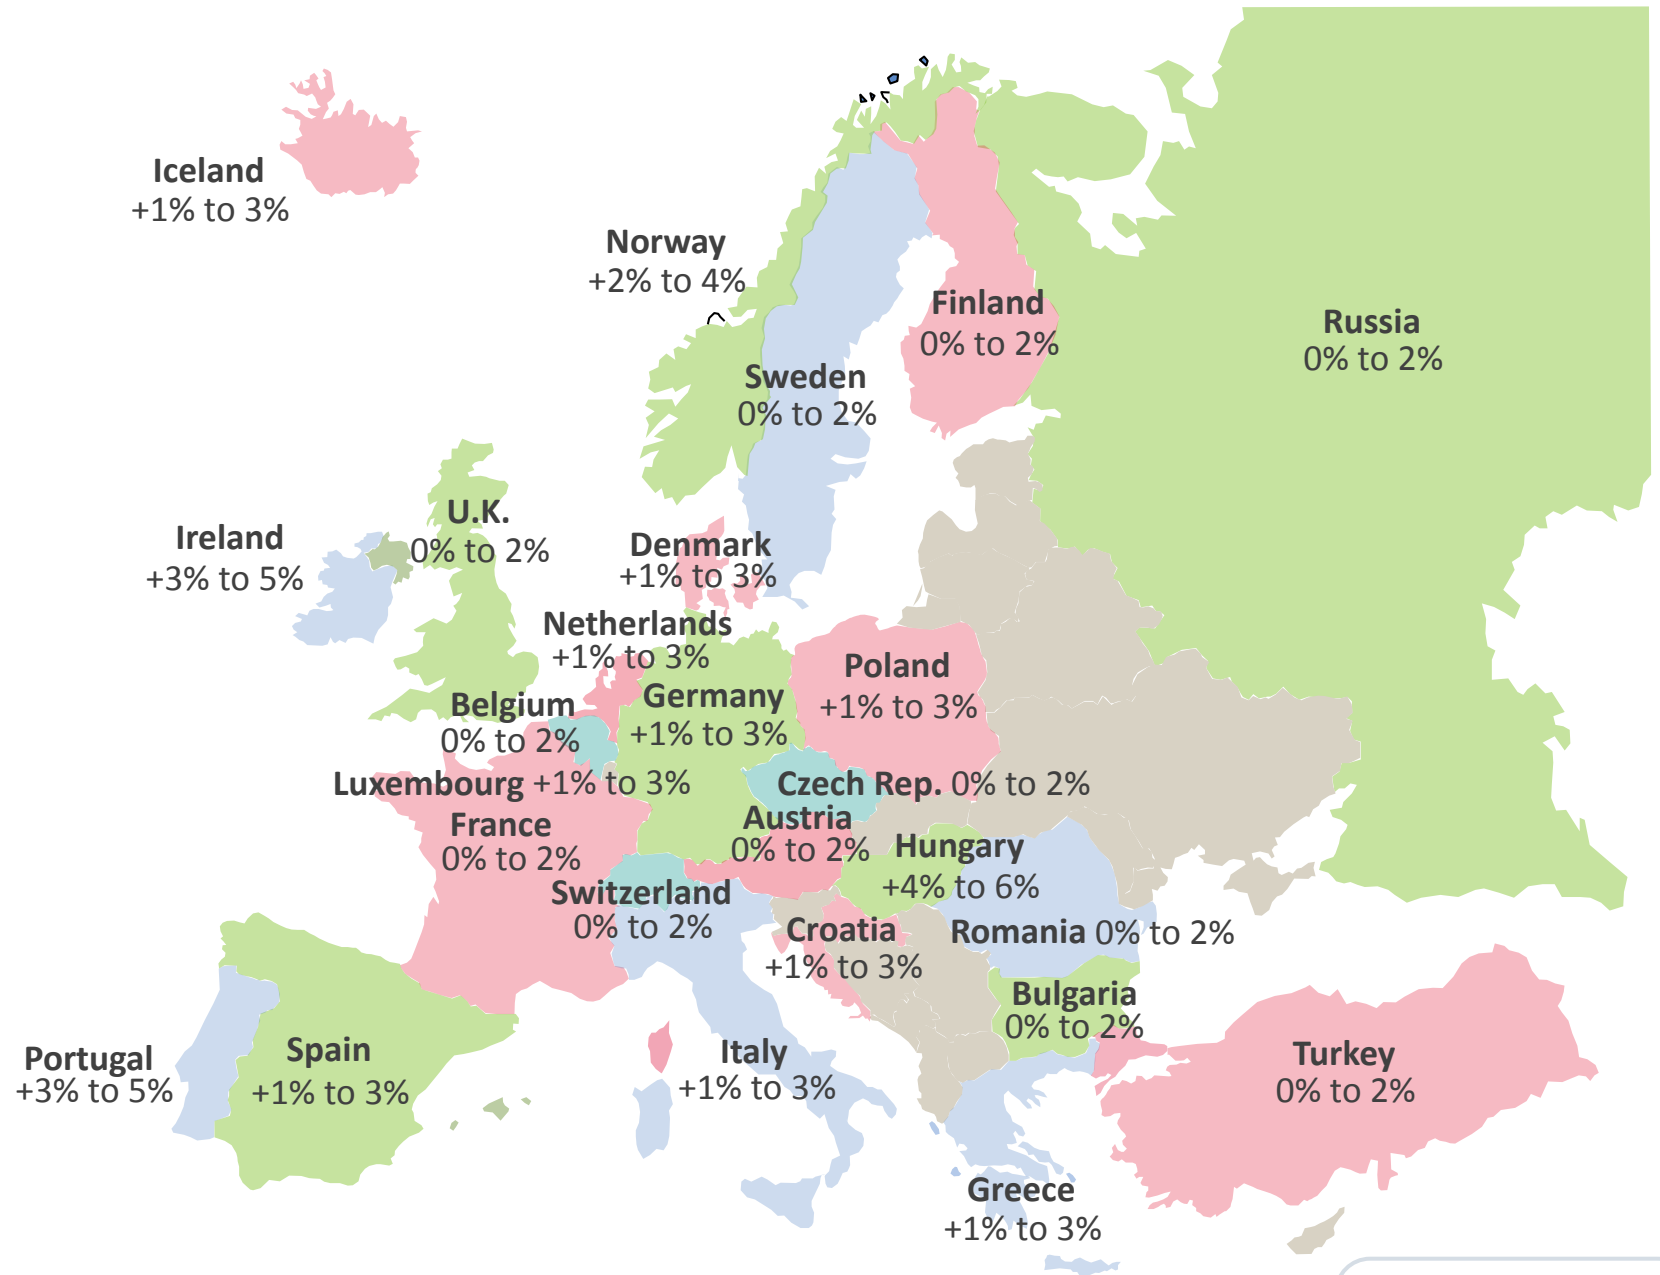 Iceland
+1% to 3%
Norway
+2% to 4%
Finland
0% to 2%
Russia
0% to 2%
Sweden
0% to 2%
U.K.
0% to 2%
Ireland
+3% to 5%
Denmark
+1% to 3%
Netherlands
+1% to 3%
Poland
+1% to 3%
Germany
+1% to 3%
Belgium
0% to 2%
Luxembourg +1% to 3%
Czech Rep. 0% to 2%
France
0% to 2%
Austria
0% to 2%
Hungary
+4% to 6%
Switzerland
0% to 2%
Croatia
+1% to 3%
Romania 0% to 2%
Bulgaria
0% to 2%
Portugal
+3% to 5%
Spain
+1% to 3%
Italy
+1% to 3%
Turkey
0% to 2%
Greece
+1% to 3%